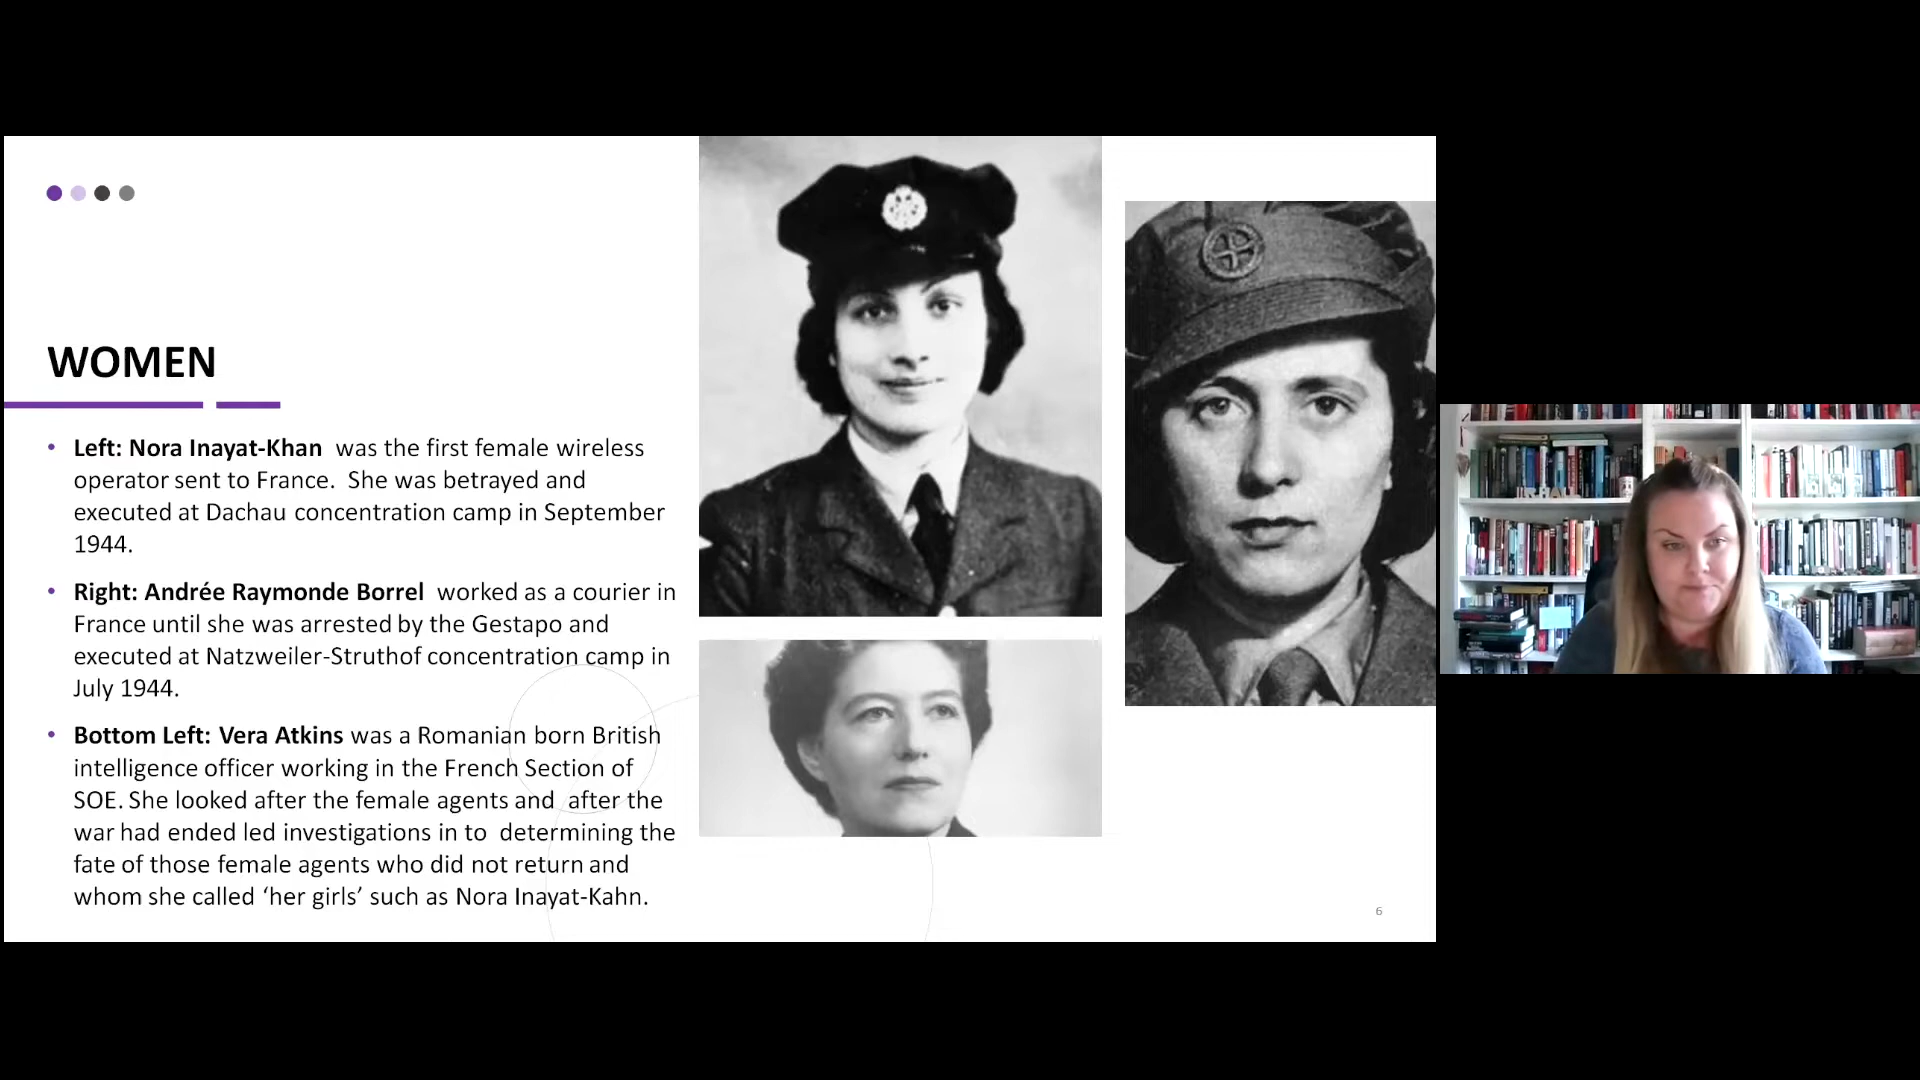 WOMEN
• Left: Nora Inayat-Khan was the first female wireless
operator sent to France. She was betrayed and
executed at Dachau concentration camp in September
1944.
• Right: Andrée Raymonde Borrel worked as a courier in
France until she was arrested by the Gestapo and
executed at Natzweiler-Struthof concentration camp in
July 1944.
• Bottom Left: Vera Atkins was a Romanian born British
intelligence officer working in the French Section of
SOE. She looked after the female agents and after the
war had ended led investigations in to determining the
fate of those female agents who did not return and
whom she called ‘her girls’ such as Nora Inayat-Kahn.
6